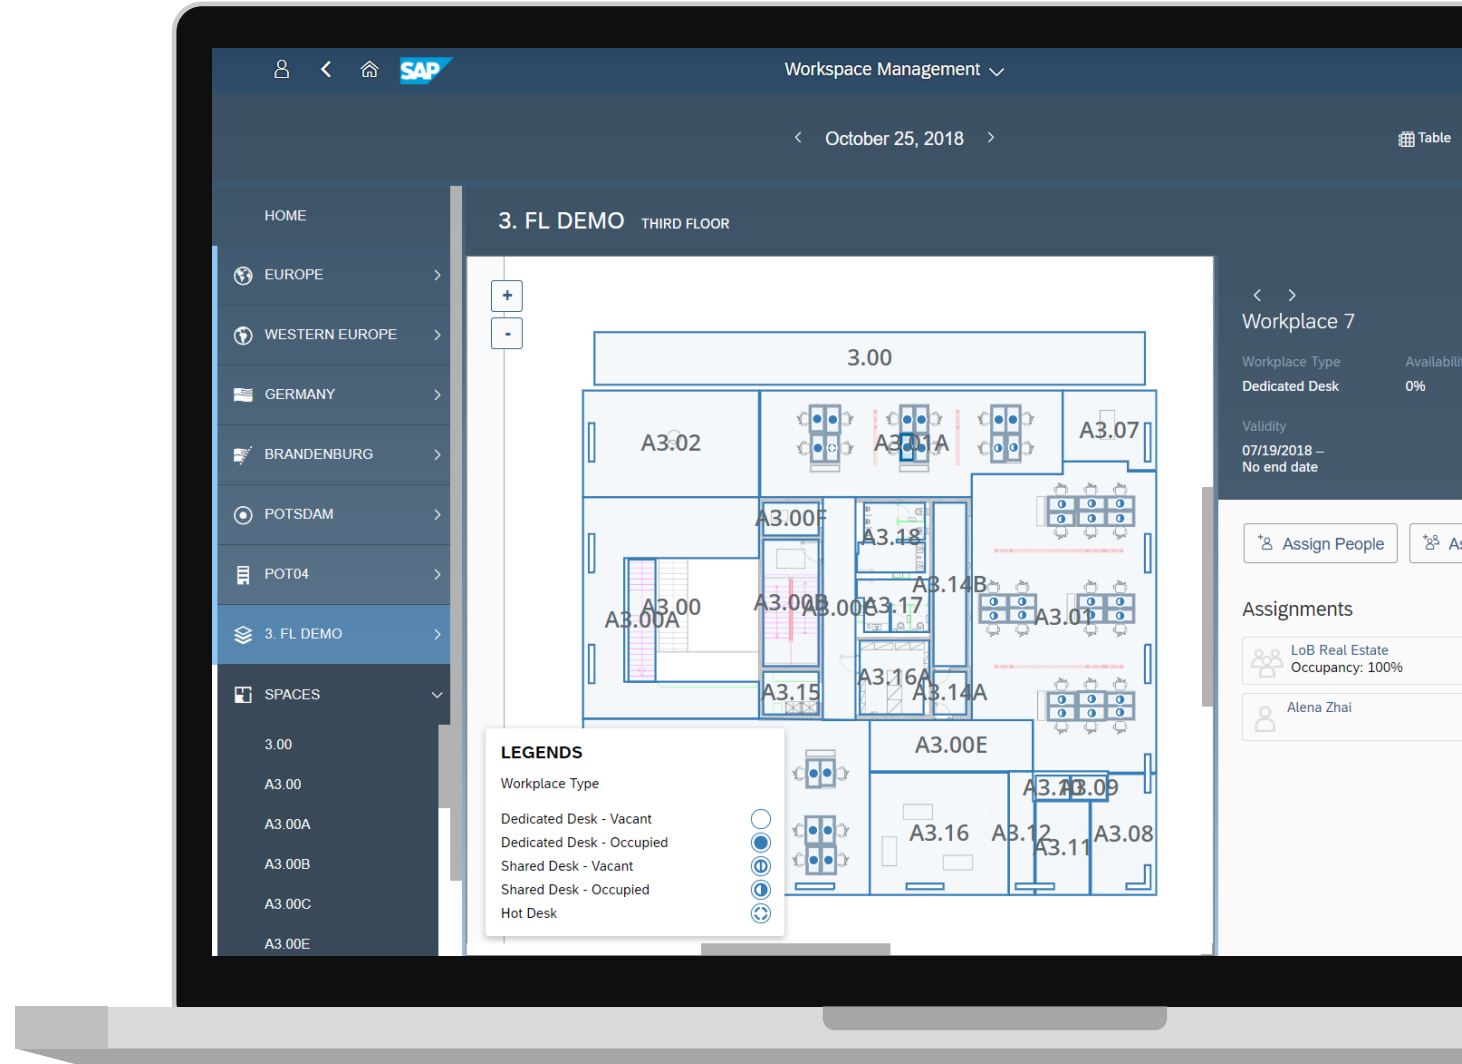 SAP
Workspace Management
October 25, 2018
Table
HOME
EUROPE
WESTERN EUROPE
GERMANY
BRANDENBURG
POTSDAM
POT04
3. FL DEMO
SPACES
3.00
A3.00
A3.00A
A3.00B
A3.00C
A3.00E
3. FL DEMO THIRD FLOOR
+
-
3.00
A3.02
A3.01A
A3.07
A3.00F
A3.18
A3.14B
A3.00
A3.00A
A3.00B
A3.17
A3.01
A3.15
A3.16A
A3.14A
A3.00E
A3.09
A3.16
A3.12
A3.11
A3.08
LEGENDS
Workplace Type
Dedicated Desk - Vacant
Dedicated Desk - Occupied
Shared Desk - Vacant
Shared Desk - Occupied
Hot Desk
Workplace 7
Workplace Type
Dedicated Desk
0%
Validity
07/19/2018 –
No end date
Assign People
Assignments
LoB Real Estate
Occupancy: 100%
Alena Zhai